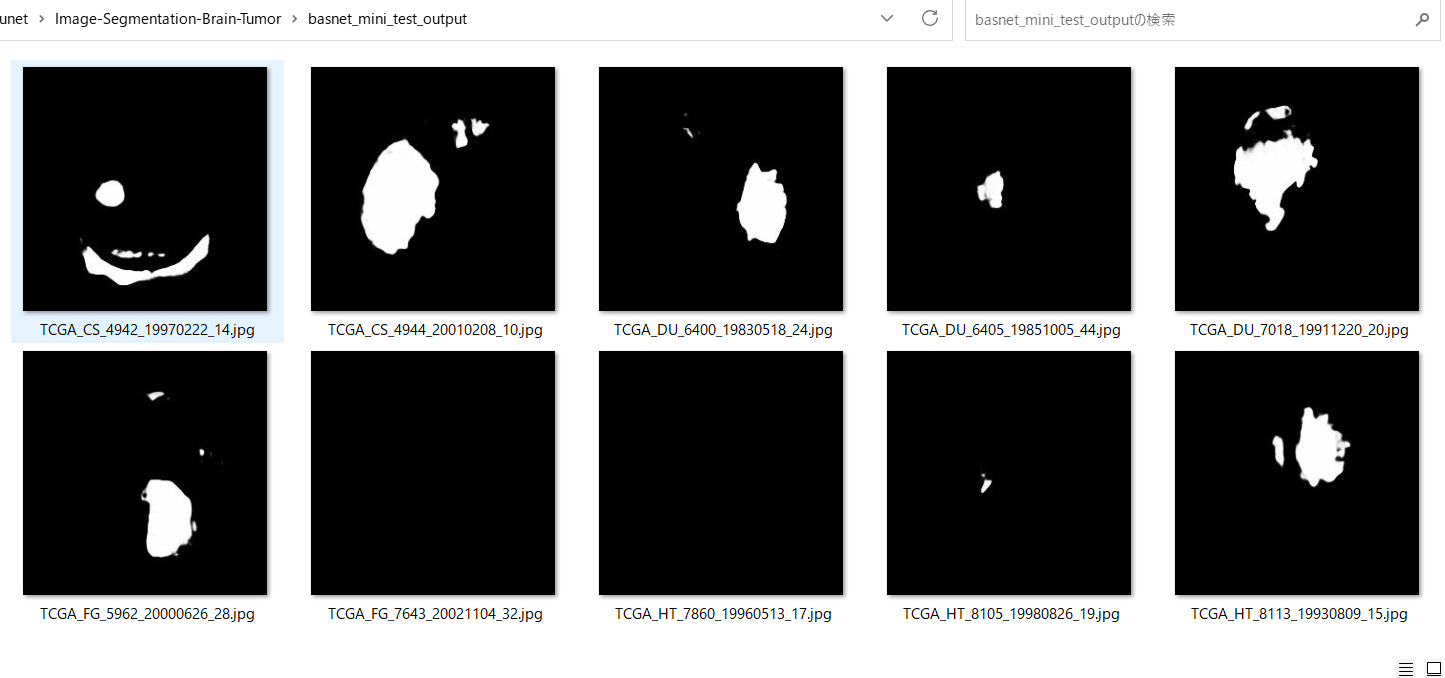 unet > Image-Segmentation-Brain-Tumor > basnet_mini_test_output
basnet_mini_test_outputの検索
TCGA_CS_4942_19970222_14.jpg
TCGA_CS_4944_20010208_10.jpg
TCGA_DU_6400_19830518_24.jpg
TCGA_DU_6405_19851005_44.jpg
TCGA_DU_7018_19911220_20.jpg
TCGA_FG_5962_20000626_28.jpg
TCGA_FG_7643_20021104_32.jpg
TCGA_HT_7860_19960513_17.jpg
TCGA_HT_8105_19980826_19.jpg
TCGA_HT_8113_19930809_15.jpg